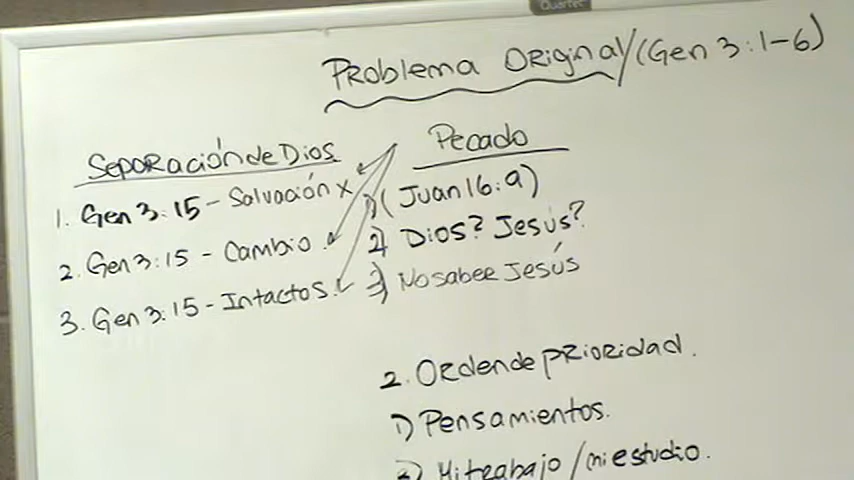 Quartet
Problema Original/(Gen 3:1-6)
Separación de Dios
1. Gen 3:15 - Salvación x
2. Gen 3:15 - Cambio.
3. Gen 3:15 - Intactos.
Pecado
1) (Juan 16:9)
2) Dios? Jesús?
3) No saber Jesús
2. Orden de prioridad.
1) Pensamientos.
2) Mi trabajo/mi estudio.